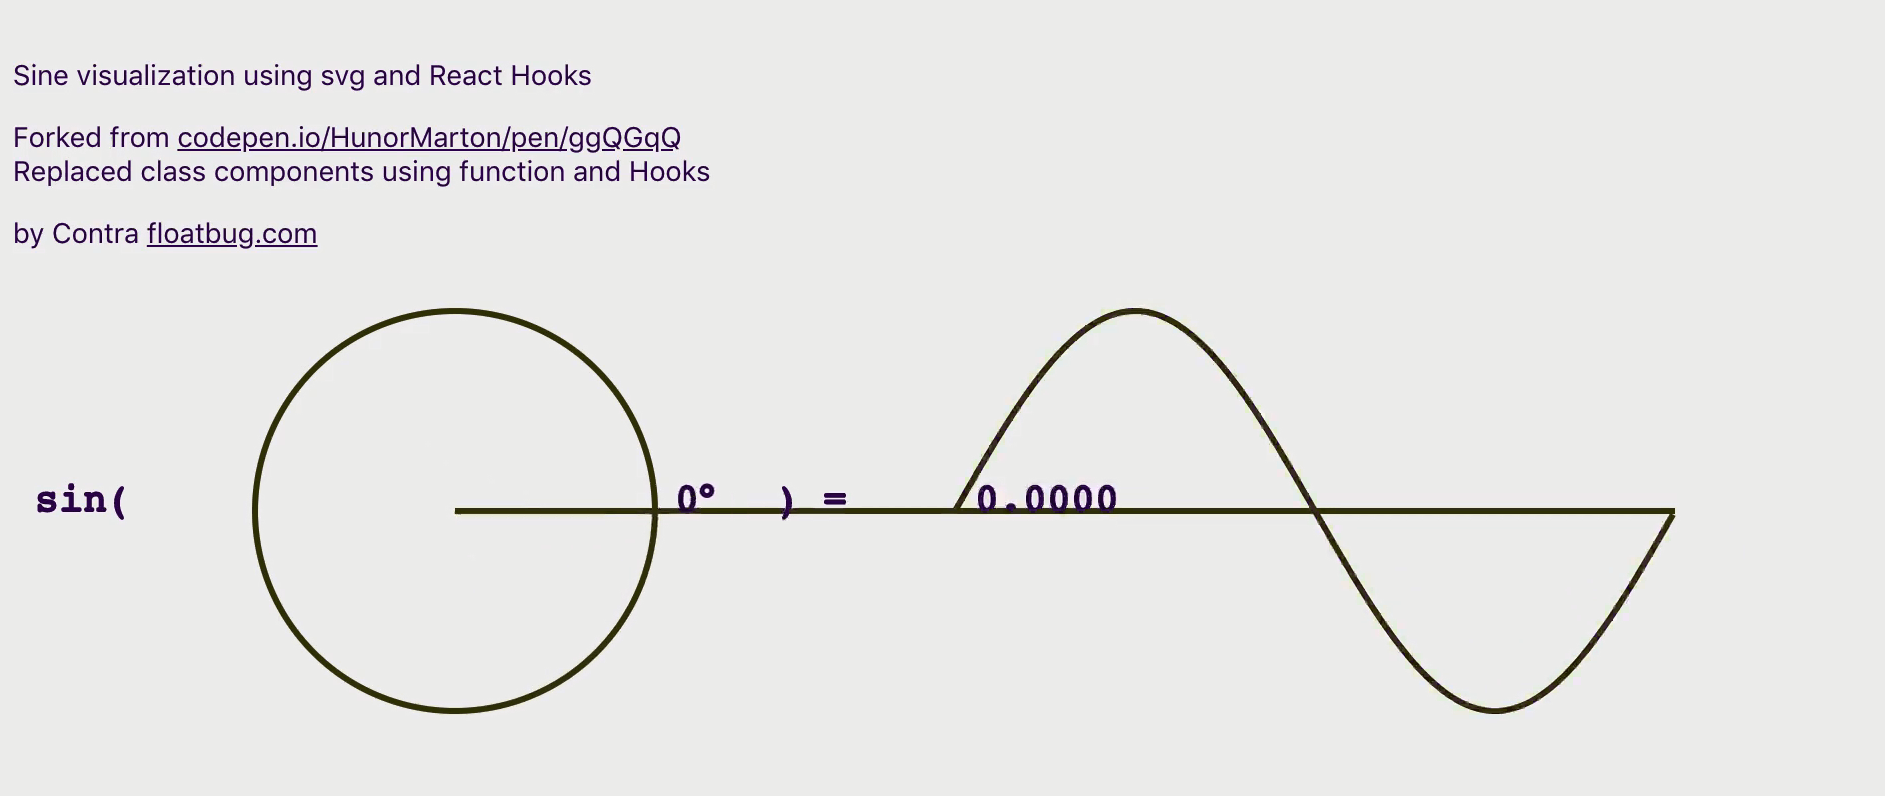 Sine visualization using svg and React Hooks
Forked from codepen.io/HunorMarton/pen/ggQGqQ
Replaced class components using function and Hooks
by Contra floatbug.com
sin( 0° ) = 0.0000